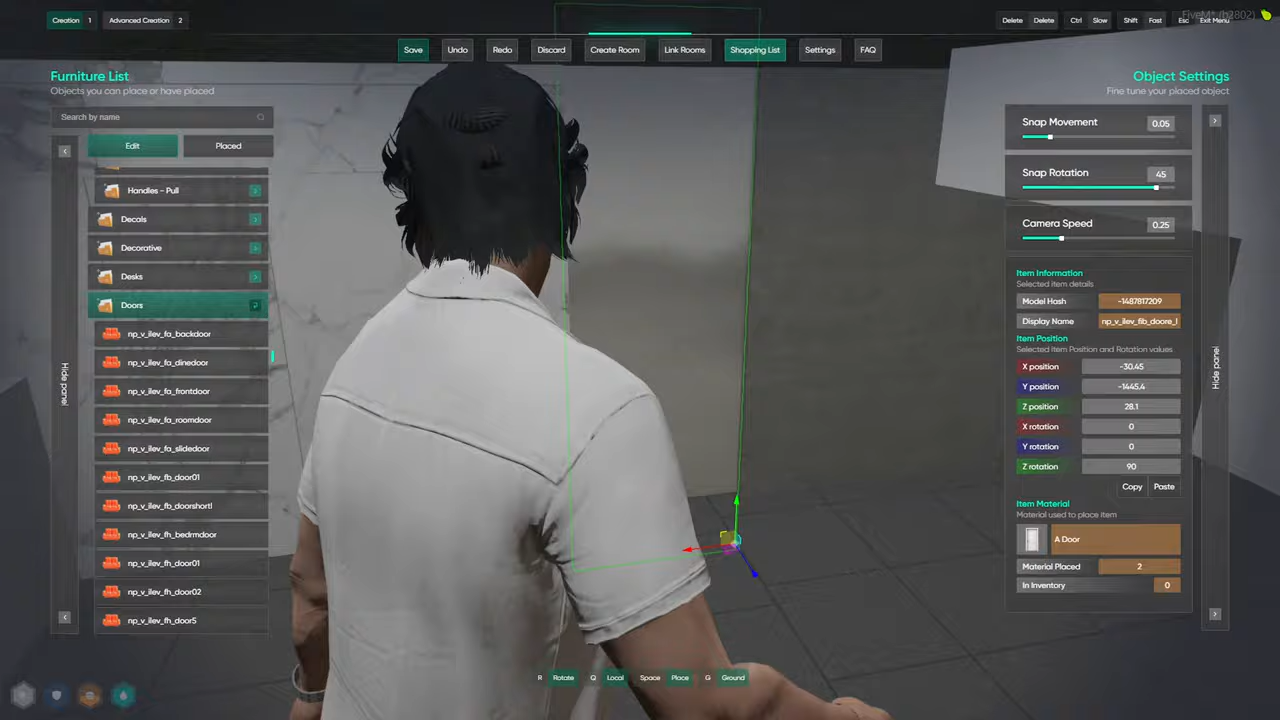 Creation 1 Advanced Creation 2
Delete Delete Ctrl Slow Shift Fast Esc Exit Menu
FiveM® (b2802)
Save Undo Redo Discard Create Room Link Rooms Shopping List Settings FAQ
Furniture List
Objects you can place or have placed
Search by name
Edit Placed
Handles - Pull
Decals
Decorative
Desks
Doors
np_v_ilev_fa_backdoor
np_v_ilev_fa_dinedoor
np_v_ilev_fa_frontdoor
np_v_ilev_fa_roomdoor
np_v_ilev_fa_slidedoor
np_v_ilev_fb_door01
np_v_ilev_fb_doorshortl
np_v_ilev_fh_bedrmdoor
np_v_ilev_fh_door01
np_v_ilev_fh_door02
np_v_ilev_fh_door5
Hide panel
Object Settings
Fine tune your placed object
Snap Movement 0.05
Snap Rotation 45
Camera Speed 0.25
Item Information
Selected item details
Model Hash -1487817209
Display Name np_v_ilev_fib_doore_l
Item Position
Selected Item Position and Rotation values
X position -30.45
Y position -1445.4
Z position 28.1
X rotation 0
Y rotation 0
Z rotation 90
Copy Paste
Item Material
Material used to place item
A Door
Material Placed 2
In Inventory 0
Hide panel
R Rotate Q Local Space Place G Ground